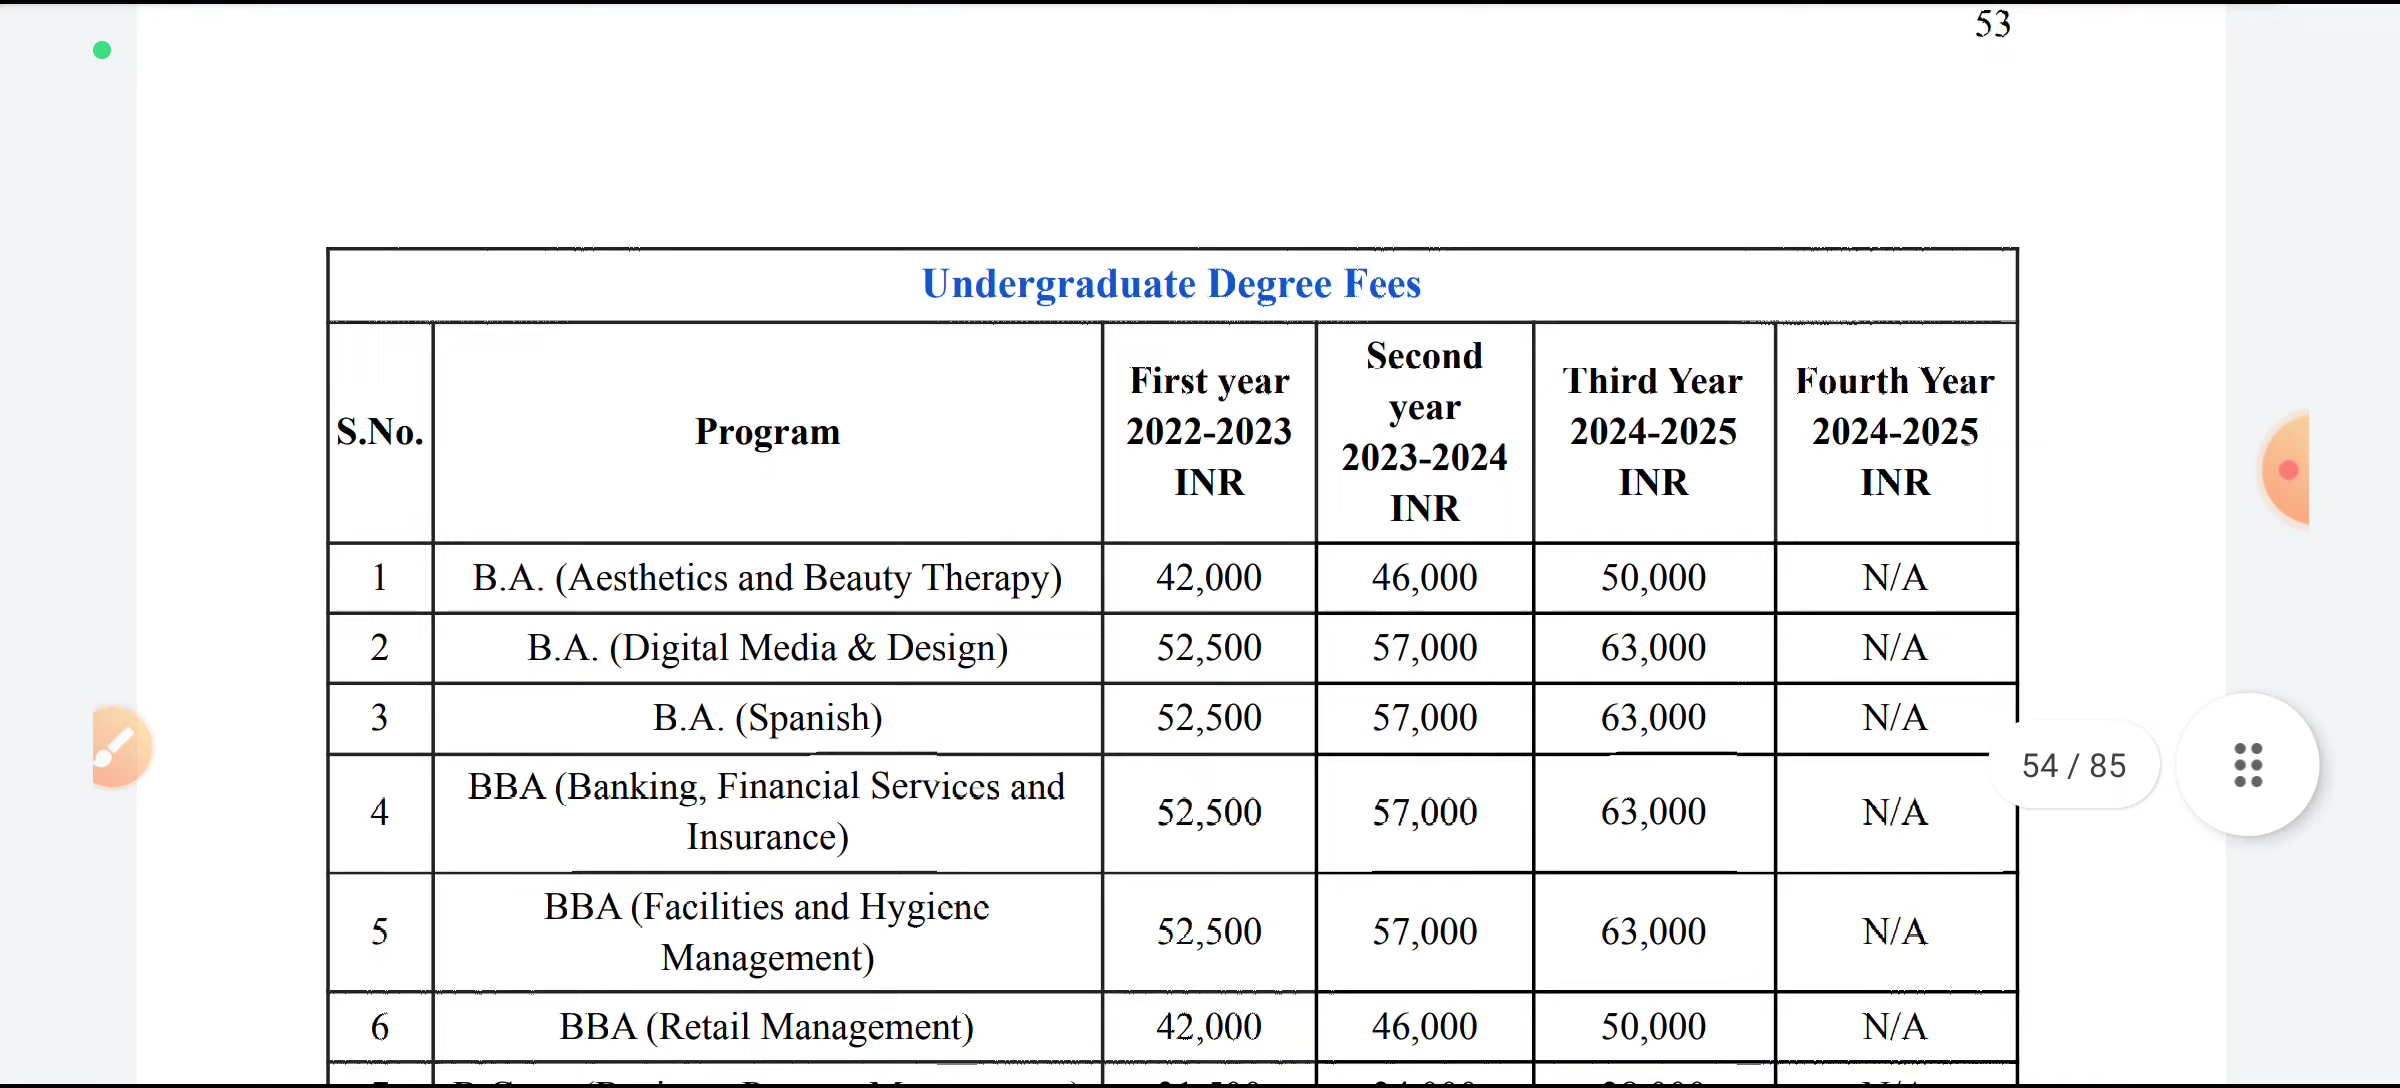 53
Undergraduate Degree Fees
S.No. Program First year 2022-2023 INR Second year 2023-2024 INR Third Year 2024-2025 INR Fourth Year 2024-2025 INR
1 B.A. (Aesthetics and Beauty Therapy) 42,000 46,000 50,000 N/A
2 B.A. (Digital Media & Design) 52,500 57,000 63,000 N/A
3 B.A. (Spanish) 52,500 57,000 63,000 N/A
54 / 85
4 BBA (Banking, Financial Services and Insurance) 52,500 57,000 63,000 N/A
5 BBA (Facilities and Hygiene Management) 52,500 57,000 63,000 N/A
6 BBA (Retail Management) 42,000 46,000 50,000 N/A